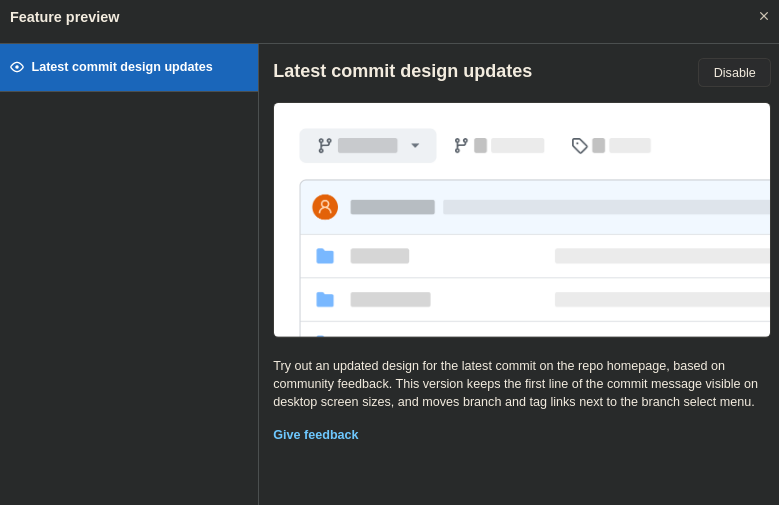 Feature preview
×
Latest commit design updates
Latest commit design updates
Disable
Try out an updated design for the latest commit on the repo homepage, based on
community feedback. This version keeps the first line of the commit message visible on
desktop screen sizes, and moves branch and tag links next to the branch select menu.
Give feedback